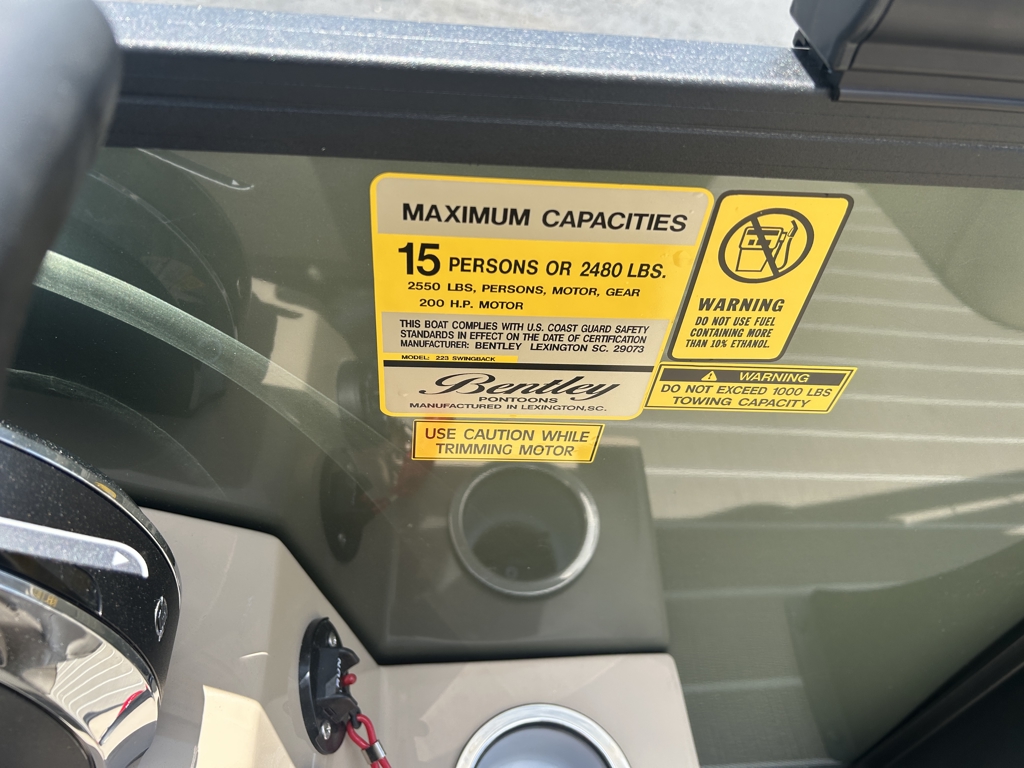 MAXIMUM CAPACITIES
15 PERSONS OR 2480 LBS.
2550 LBS, PERSONS, MOTOR, GEAR
200 H.P. MOTOR
THIS BOAT COMPLIES WITH U.S. COAST GUARD SAFETY
STANDARDS IN EFFECT ON THE DATE OF CERTIFICATION
MANUFACTURER: BENTLEY LEXINGTON SC. 29073
MODEL: 223 SWINGBACK
Bentley
PONTOONS
MANUFACTURED IN LEXINGTON,SC.
WARNING
DO NOT USE FUEL
CONTAINING MORE
THAN 10% ETHANOL.
WARNING
DO NOT EXCEED 1000 LBS
TOWING CAPACITY
USE CAUTION WHILE
TRIMMING MOTOR
RUN